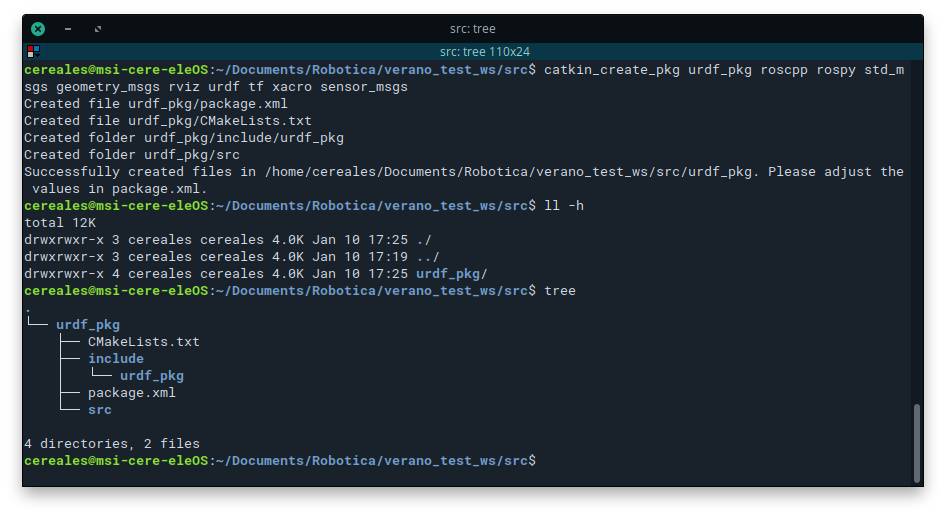 src: tree
src: tree 110x24
cereales@msi-cere-eleOS:~/Documents/Robotica/verano_test_ws/src$ catkin_create_pkg urdf_pkg roscpp rospy std_m
sgs geometry_msgs rviz urdf tf xacro sensor_msgs
Created file urdf_pkg/package.xml
Created file urdf_pkg/CMakeLists.txt
Created folder urdf_pkg/include/urdf_pkg
Created folder urdf_pkg/src
Successfully created files in /home/cereales/Documents/Robotica/verano_test_ws/src/urdf_pkg. Please adjust the
 values in package.xml.
cereales@msi-cere-eleOS:~/Documents/Robotica/verano_test_ws/src$ ll -h
total 12K
drwxrwxr-x 3 cereales cereales 4.0K Jan 10 17:25 ./
drwxrwxr-x 3 cereales cereales 4.0K Jan 10 17:19 ../
drwxrwxr-x 4 cereales cereales 4.0K Jan 10 17:25 urdf_pkg/
cereales@msi-cere-eleOS:~/Documents/Robotica/verano_test_ws/src$ tree
.
└── urdf_pkg
    ├── CMakeLists.txt
    ├── include
    │   └── urdf_pkg
    ├── package.xml
    └── src

4 directories, 2 files
cereales@msi-cere-eleOS:~/Documents/Robotica/verano_test_ws/src$